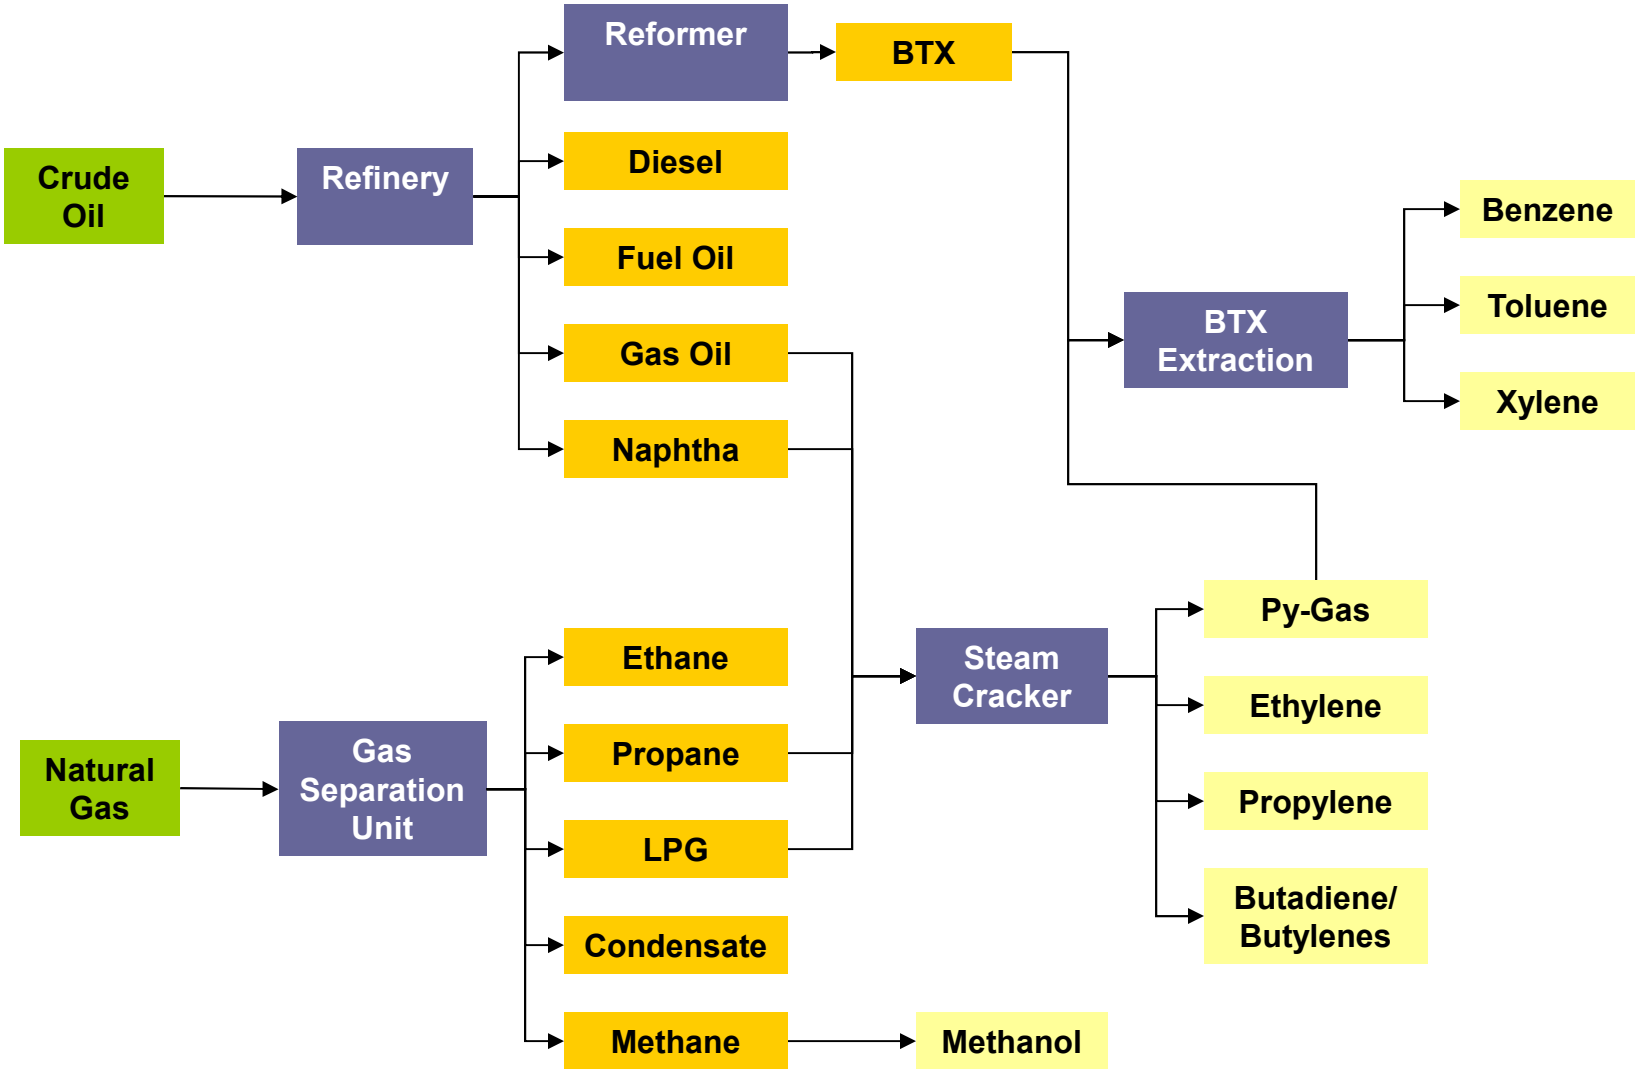 Reformer
BTX
Crude
Oil
Refinery
Diesel
Fuel Oil
Gas Oil
Naphtha
BTX
Extraction
Benzene
Toluene
Xylene
Natural
Gas
Gas
Separation
Unit
Ethane
Propane
LPG
Condensate
Methane
Steam
Cracker
Py-Gas
Ethylene
Propylene
Butadiene/
Butylenes
Methanol